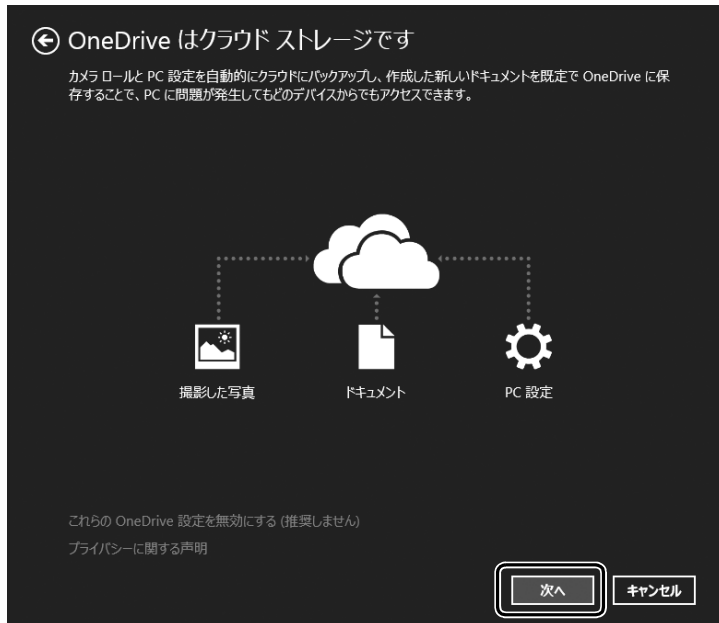 OneDrive はクラウド ストレージです
カメラ ロールと PC 設定を自動的にクラウドにバックアップし、作成した新しいドキュメントを既定で OneDrive に保
存することで、PC に問題が発生してもどのデバイスからでもアクセスできます。
撮影した写真 ドキュメント PC 設定
これらの OneDrive 設定を無効にする (推奨しません)
プライバシーに関する声明
次へ キャンセル